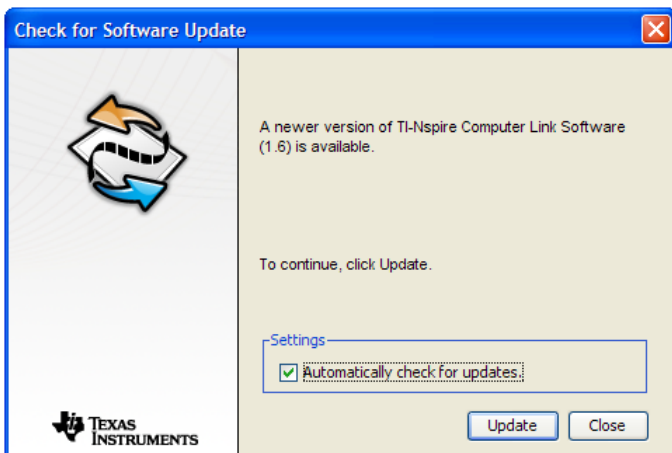 Check for Software Update
A newer version of TI-Nspire Computer Link Software
(1.6) is available.
To continue, click Update.
Settings
Automatically check for updates.
TEXAS
INSTRUMENTS
Update
Close